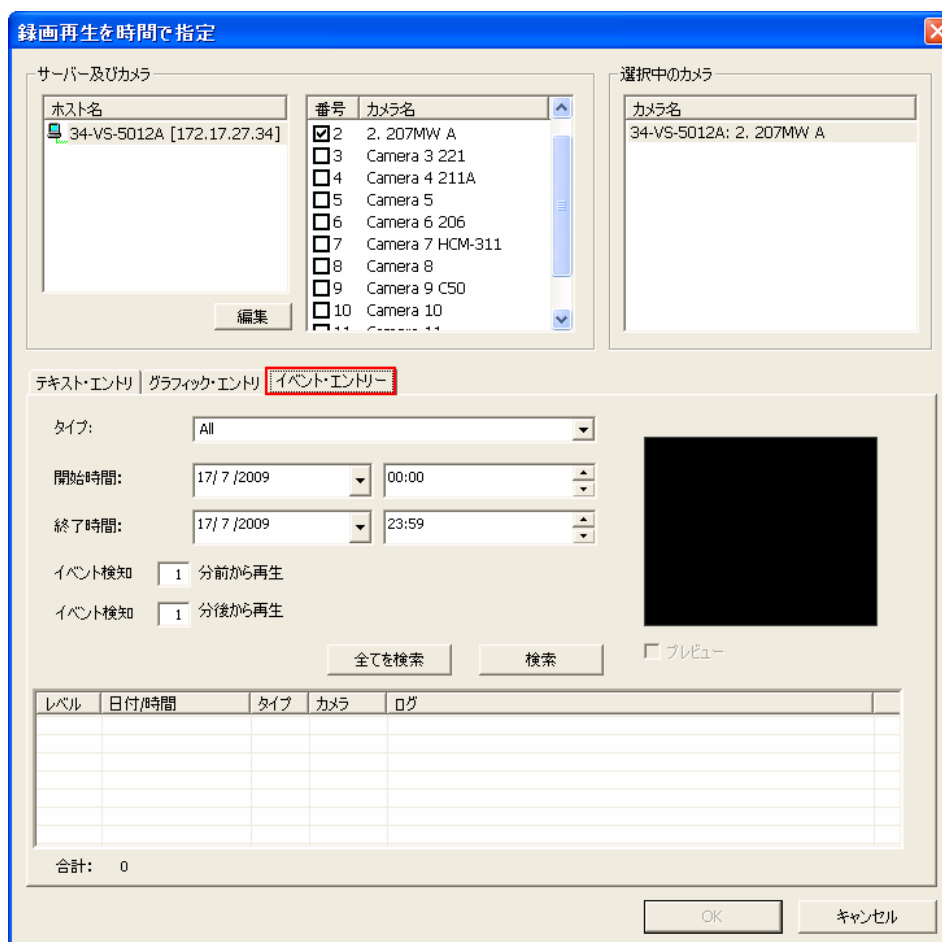 録画再生を時間で指定
サーバー及びカメラ
ホスト名
34-VS-5012A [172.17.27.34]
編集
番号 カメラ名
2 2. 207MW A
3 Camera 3 221
4 Camera 4 211A
5 Camera 5
6 Camera 6 206
7 Camera 7 HCM-311
8 Camera 8
9 Camera 9 C50
10 Camera 10
11 Camera 11
選択中のカメラ
カメラ名
34-VS-5012A: 2. 207MW A
テキスト・エントリ グラフィック・エントリ イベント・エントリー
タイプ: All
開始時間: 17/ 7 /2009 00:00
終了時間: 17/ 7 /2009 23:59
イベント検知 1 分前から再生
イベント検知 1 分後から再生
全てを検索 検索
プレビュー
レベル 日付/時間 タイプ カメラ ログ
合計: 0
OK キャンセル